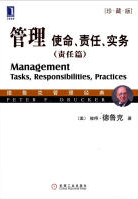 [珍藏版]
管理 使命、责任、实务
(责任篇)
Management
Tasks, Responsibilities, Practices
德鲁克管理经典
PETER F. DRUCKER
(美) 彼得·德鲁克 著
机械工业出版社